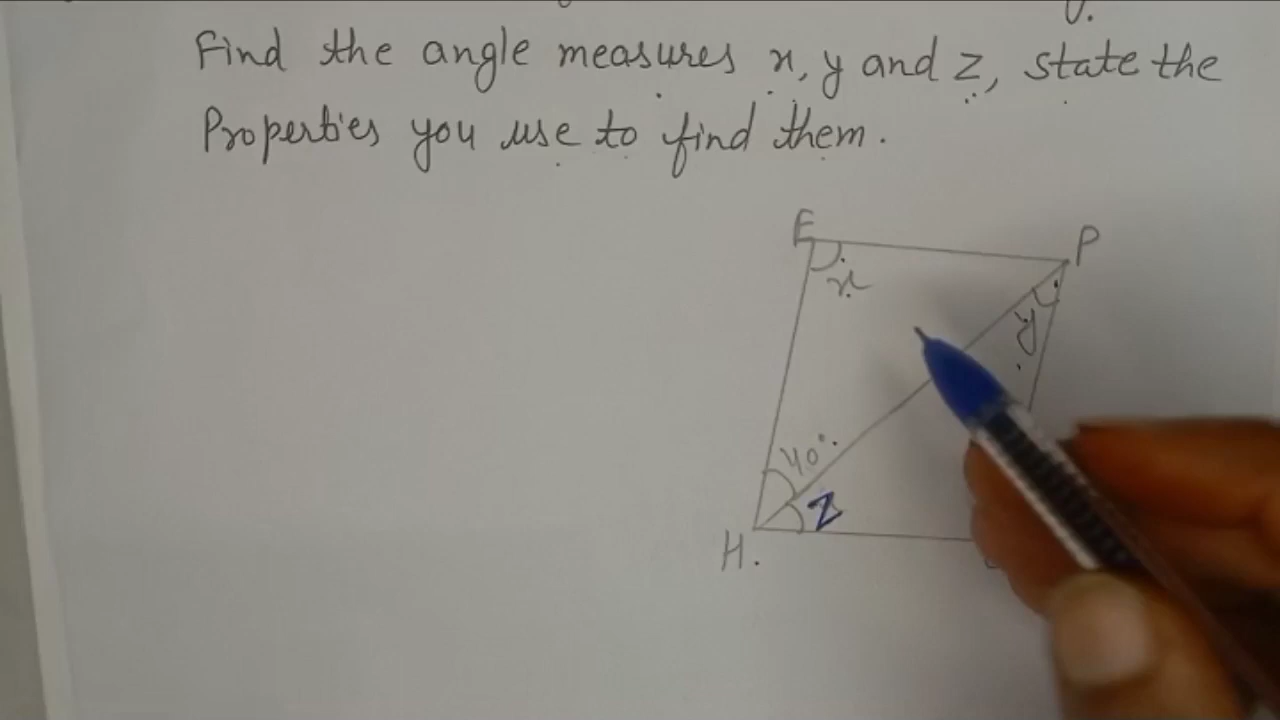 Find the angle measures x, y and z, state the
Properties you use to find them.
E
P
x
y
40°
z
H.